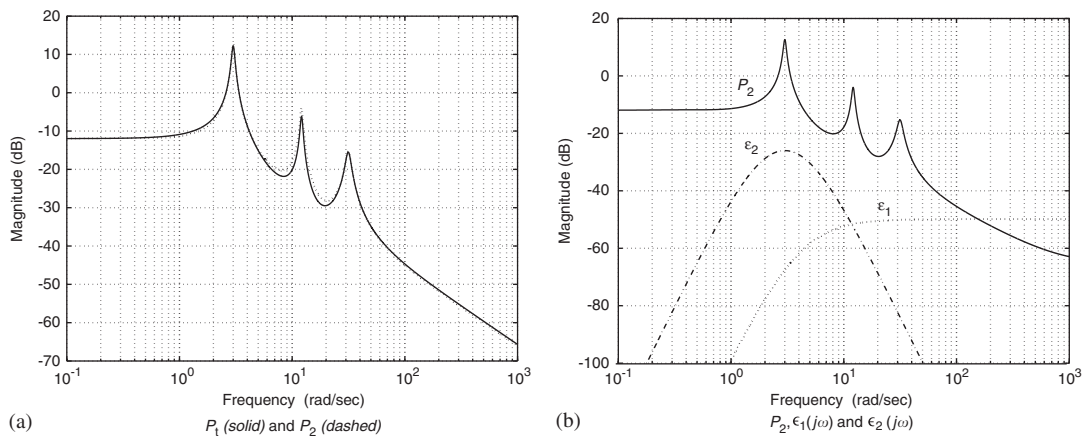 20
10
0
-10
-20
-30
-40
-50
-60
-70
Magnitude (dB)
10^-1
10^0
10^1
10^2
10^3
Frequency (rad/sec)
(a)
P_t (solid) and P_2 (dashed)
20
0
-20
-40
-60
-80
-100
Magnitude (dB)
P_2
ε_2
ε_1
10^-1
10^0
10^1
10^2
10^3
Frequency (rad/sec)
(b)
P_2, ϵ_1(jω) and ϵ_2 (jω)